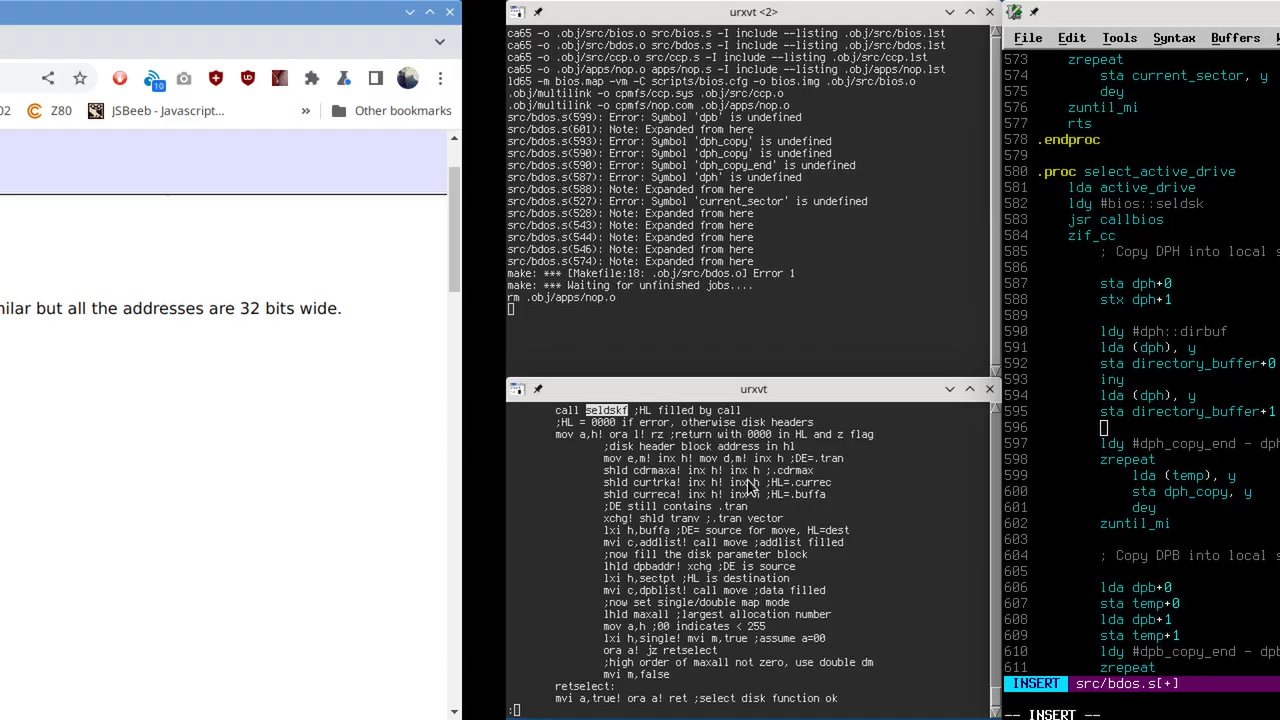 10
02
Z80
JSBeeb - Javascript...
Other bookmarks
nilar but all the addresses are 32 bits wide.
urxvt <2>
ca65 -o .obj/src/bios.o src/bios.s -I include --listing .obj/src/bios.lst
ca65 -o .obj/src/bdos.o src/bdos.s -I include --listing .obj/src/bdos.lst
ca65 -o .obj/src/ccp.o src/ccp.s -I include --listing .obj/src/ccp.lst
ca65 -o .obj/apps/nop.o apps/nop.s -I include --listing .obj/apps/nop.lst
ld65 -m bios.map -vm -C scripts/bios.cfg -o bios.img .obj/src/bios.o
.obj/multilink -o cpmfs/ccp.sys .obj/src/ccp.o
.obj/multilink -o cpmfs/nop.com .obj/apps/nop.o
src/bdos.s(599): Error: Symbol 'dpb' is undefined
src/bdos.s(601): Note: Expanded from here
src/bdos.s(593): Error: Symbol 'dph_copy' is undefined
src/bdos.s(590): Error: Symbol 'dph_copy' is undefined
src/bdos.s(590): Error: Symbol 'dph_copy_end' is undefined
src/bdos.s(587): Error: Symbol 'dph' is undefined
src/bdos.s(588): Note: Expanded from here
src/bdos.s(527): Error: Symbol 'current_sector' is undefined
src/bdos.s(528): Note: Expanded from here
src/bdos.s(543): Note: Expanded from here
src/bdos.s(544): Note: Expanded from here
src/bdos.s(546): Note: Expanded from here
src/bdos.s(574): Note: Expanded from here
make: *** [Makefile:18: .obj/src/bdos.o] Error 1
make: *** Waiting for unfinished jobs....
rm .obj/apps/nop.o
urxvt
call seldskf ;HL filled by call
;HL = 0000 if error, otherwise disk headers
mov a,h! ora l! rz ;return with 0000 in HL and z flag
;disk header block address in hl
mov e,m! inx h! mov d,m! inx h ;DE=.tran
shld cdrmaxa! inx h! inx h ;.cdrmax
shld curtrka! inx h! inx h ;HL=.currec
shld curreca! inx h! inx h ;HL=.buffa
;DE still contains .tran
xchg! shld tranv ;.tran vector
lxi h,buffa ;DE= source for move, HL=dest
mvi c,addlist! call move ;addlist filled
;now fill the disk parameter block
lhld dpbaddr! xchg ;DE is source
lxi h,sectpt ;HL is destination
mvi c,dpblist! call move ;data filled
;now set single/double map mode
lhld maxall ;largest allocation number
mov a,h ;00 indicates < 255
lxi h,single! mvi m,true ;assume a=00
ora a! jz retselect
;high order of maxall not zero, use double dm
mvi m,false
retselect:
mvi a,true! ora a! ret ;select disk function ok
:
File Edit Tools Syntax Buffers
573 zrepeat
574 sta current_sector, y
575 dey
576 zuntil_mi
577 rts
578 .endproc
579
580 .proc select_active_drive
581 lda active_drive
582 ldy #bios::seldsk
583 jsr callbios
584 zif_cc
585 ; Copy DPH into local s
586
587 sta dph+0
588 stx dph+1
589
590 ldy #dph::dirbuf
591 lda (dph), y
592 sta directory_buffer+0
593 iny
594 lda (dph), y
595 sta directory_buffer+1
596
597 ldy #dph_copy_end - dp
598 zrepeat
599 lda (temp), y
600 sta dph_copy, y
601 dey
602 zuntil_mi
603
604 ; Copy DPB into local s
605
606 lda dpb+0
607 sta temp+0
608 lda dpb+1
609 sta temp+1
610 ldy #dpb_copy_end - dp
611 zrepeat
INSERT src/bdos.s[+]
-- INSERT --